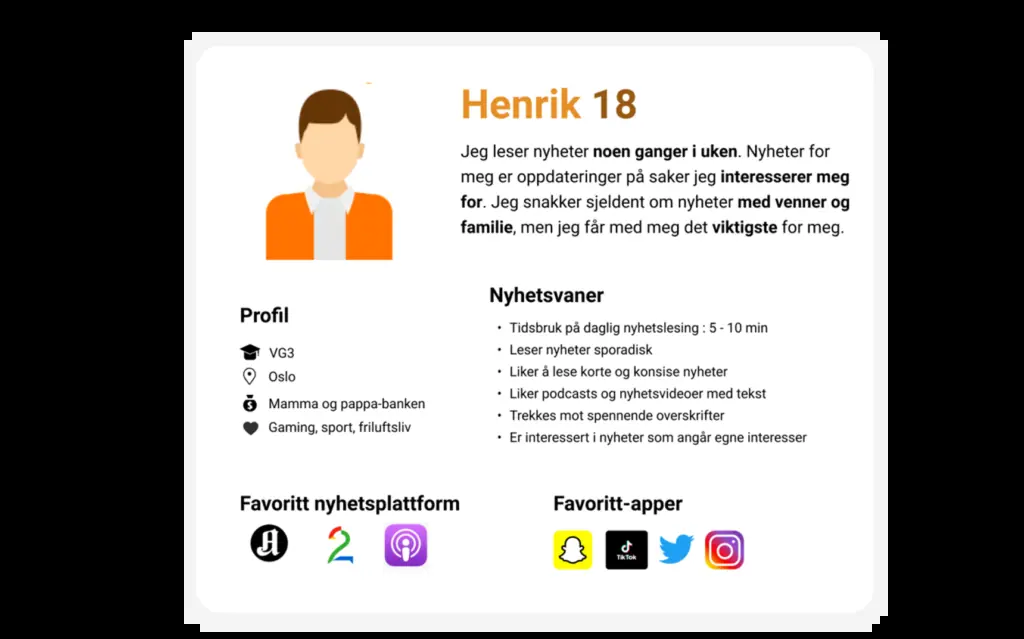 Henrik 18
Jeg leser nyheter noen ganger i uken. Nyheter for
meg er oppdateringer på saker jeg interesserer meg
for. Jeg snakker sjeldent om nyheter med venner og
familie, men jeg får med meg det viktigste for meg.
Profil
VG3
Oslo
Mamma og pappa-banken
Gaming, sport, friluftsliv
Nyhetsvaner
• Tidsbruk på daglig nyhetslesing : 5 - 10 min
• Leser nyheter sporadisk
• Liker å lese korte og konsise nyheter
• Liker podcasts og nyhetsvideoer med tekst
• Trekkes mot spennende overskrifter
• Er interessert i nyheter som angår egne interesser
Favoritt nyhetsplattform
A
2
Favoritt-apper
TikTok